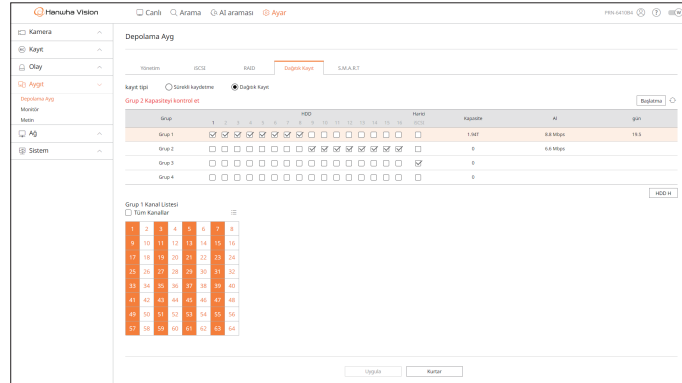 Hanwha Vision
Canlı
Arama
AI araması
Ayar
PRN-6410B4
Kamera
Kayıt
Olay
Aygıt
Depolama Ayg
Monitör
Metin
Ağ
Sistem
Depolama Ayg
Yönetim
iSCSI
RAID
Dağıtık Kayıt
S.M.A.R.T
kayıt tipi
Sürekli kaydetme
Dağıtık Kayıt
Grup 2 Kapasiteyi kontrol et
Başlatma
Grup
HDD
Harici
Kapasite
Al
gün
1 2 3 4 5 6 7 8 9 10 11 12 13 14 15 16
iSCSI
Grup 1
1.94T
8.8 Mbps
19.5
Grup 2
0
6.6 Mbps
Grup 3
0
Grup 4
0
HDD H
Grup 1 Kanal Listesi
Tüm Kanallar
1 2 3 4 5 6 7 8
9 10 11 12 13 14 15 16
17 18 19 20 21 22 23 24
25 26 27 28 29 30 31 32
33 34 35 36 37 38 39 40
41 42 43 44 45 46 47 48
49 50 51 52 53 54 55 56
57 58 59 60 61 62 63 64
Uygula
Kurtar